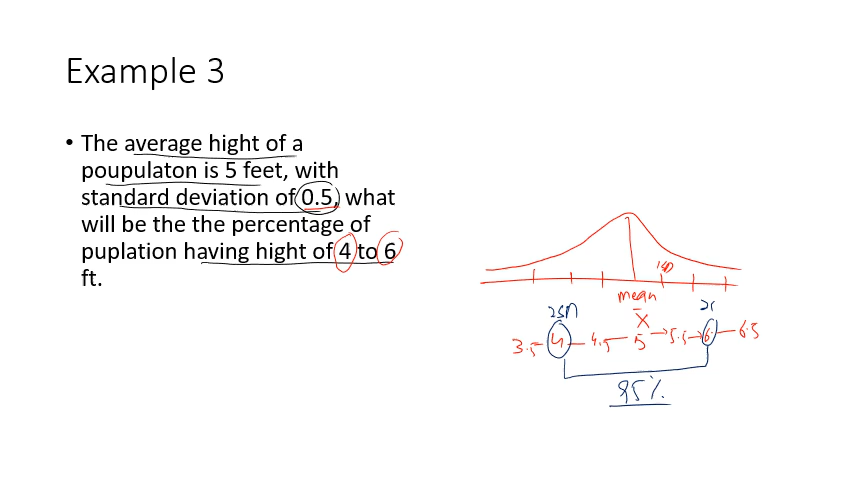 Example 3
• The average hight of a
poupulaton is 5 feet, with
standard deviation of 0.5, what
will be the the percentage of
puplation having hight of 4 to 6
ft.
1SD
mean
X
3.5 - 4 - 4.5 - 5 → 5.5 → 6 - 6.5
95%